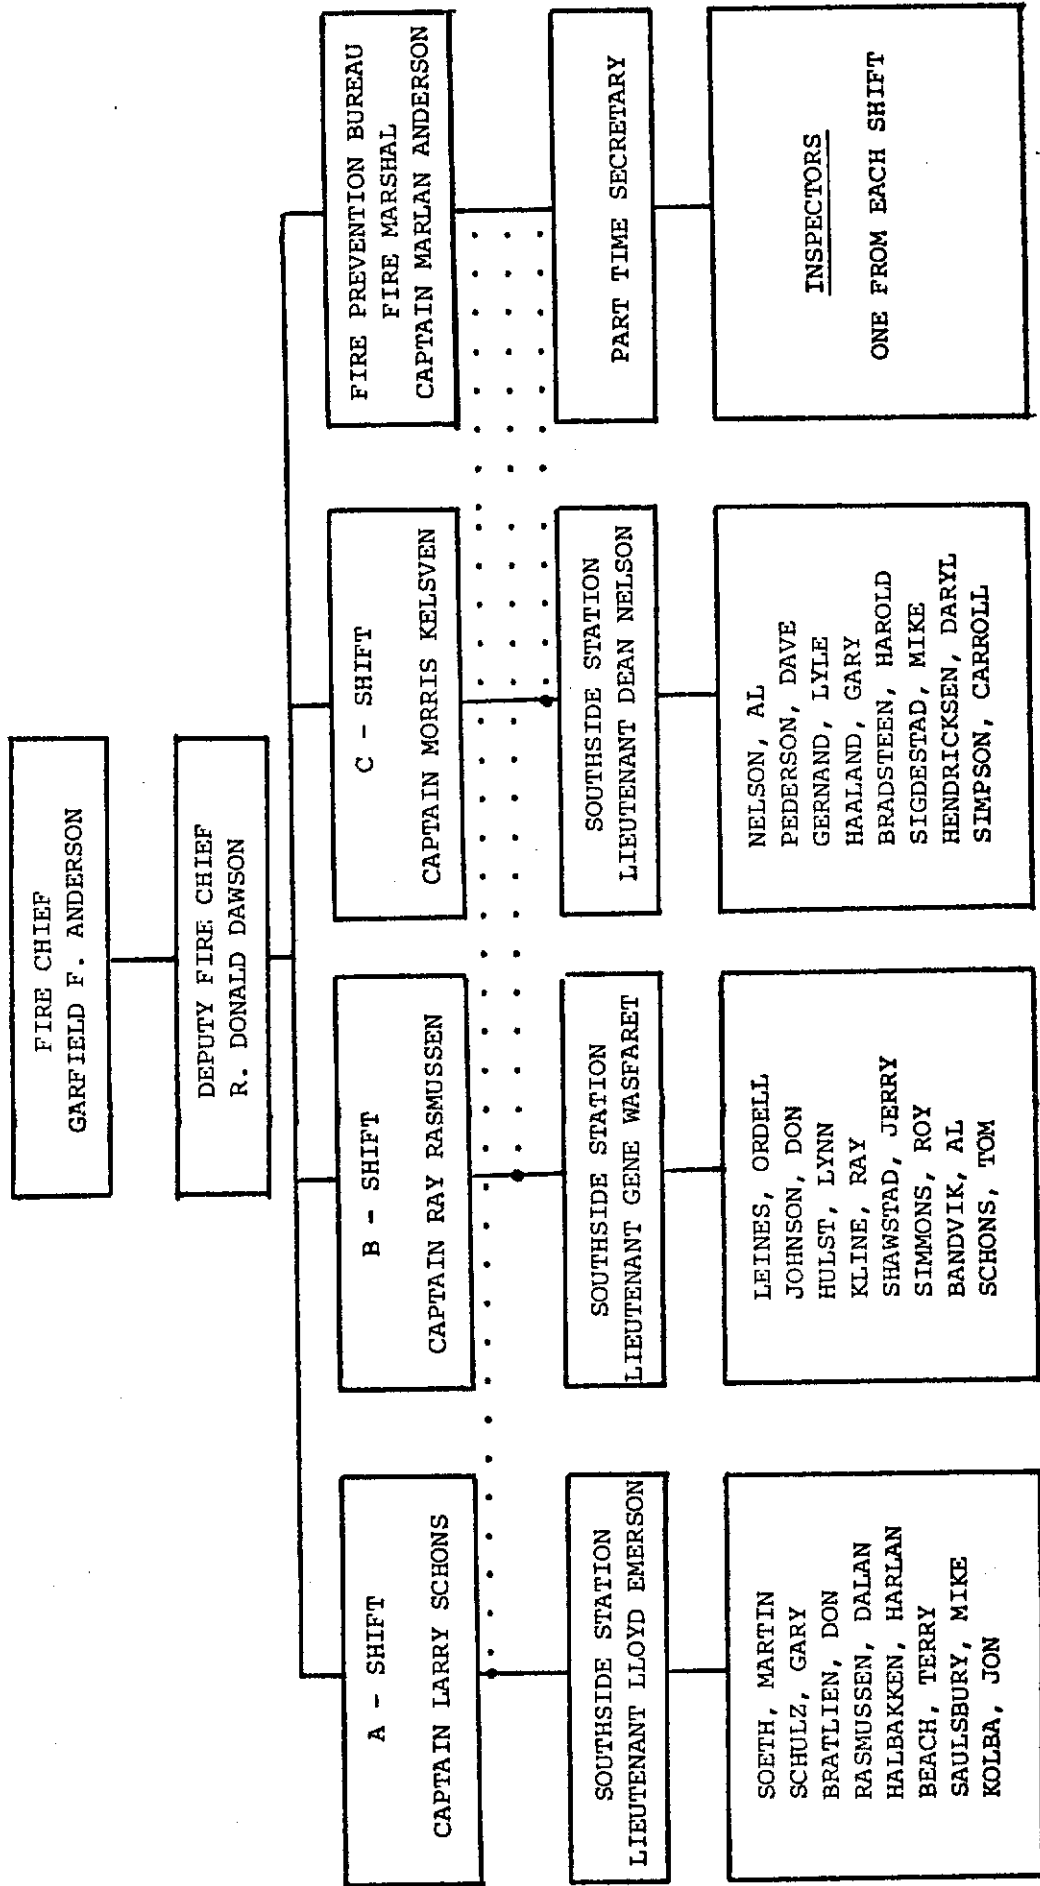 FIRE CHIEF
GARFIELD F. ANDERSON
DEPUTY FIRE CHIEF
R. DONALD DAWSON
A - SHIFT
CAPTAIN LARRY SCHONS
B - SHIFT
CAPTAIN RAY RASMUSSEN
C - SHIFT
CAPTAIN MORRIS KELSVEN
FIRE PREVENTION BUREAU
FIRE MARSHAL
CAPTAIN MARLAN ANDERSON
SOUTHSIDE STATION
LIEUTENANT LLOYD EMERSON
SOUTHSIDE STATION
LIEUTENANT GENE WASFARET
SOUTHSIDE STATION
LIEUTENANT DEAN NELSON
PART TIME SECRETARY
SOETH, MARTIN
SCHULZ, GARY
BRATLIEN, DON
RASMUSSEN, DALAN
HALBAKKEN, HARLAN
BEACH, TERRY
SAULSBURY, MIKE
KOLBA, JON
LEINES, ORDELL
JOHNSON, DON
HULST, LYNN
KLINE, RAY
SHAWSTAD, JERRY
SIMMONS, ROY
BANDVIK, AL
SCHONS, TOM
NELSON, AL
PEDERSON, DAVE
GERNAND, LYLE
HAALAND, GARY
BRADSTEEN, HAROLD
SIGDESTAD, MIKE
HENDRICKSEN, DARYL
SIMPSON, CARROLL
INSPECTORS
ONE FROM EACH SHIFT